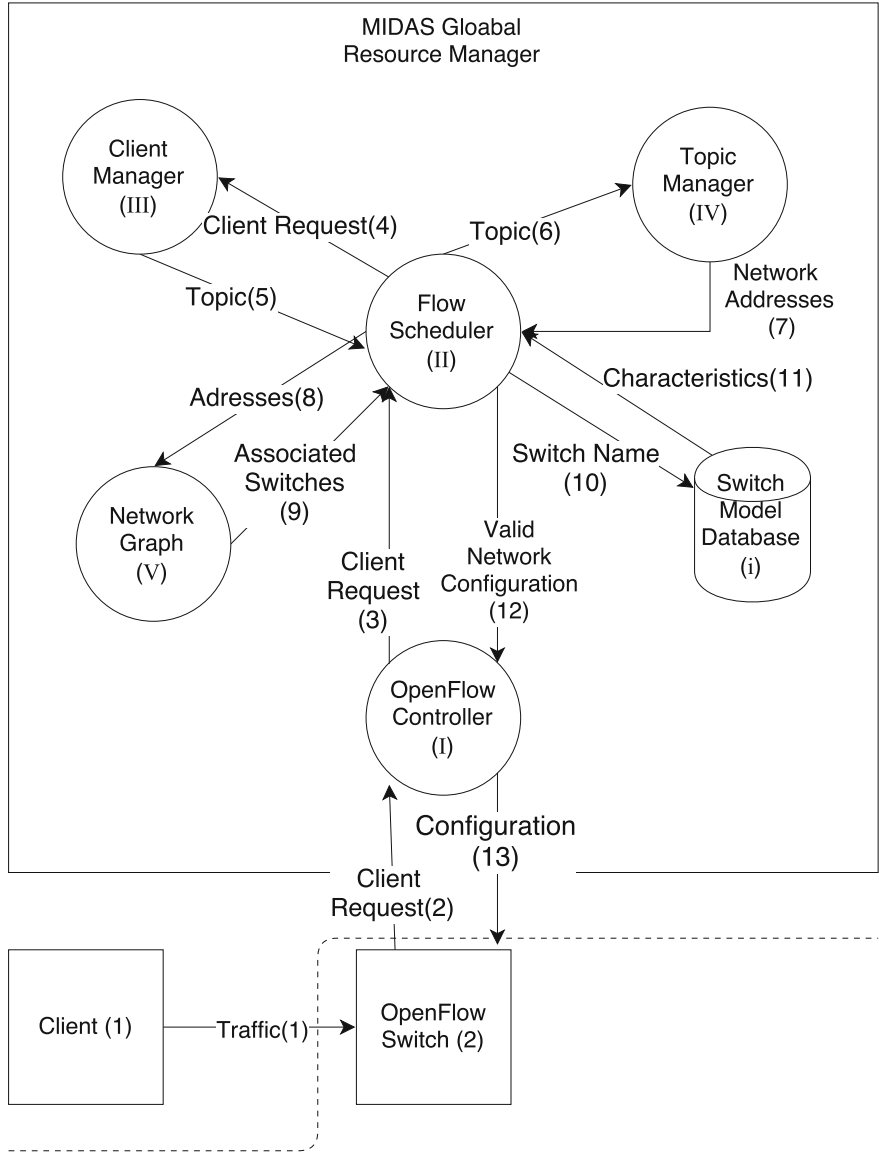 MIDAS Gloabal
Resource Manager
Client
Manager
(III)
Topic
Manager
(IV)
Client Request(4)
Topic(6)
Network
Addresses
(7)
Topic(5)
Flow
Scheduler
(II)
Characteristics(11)
Adresses(8)
Associated
Switches
(9)
Switch Name
(10)
Switch
Model
Database
(i)
Network
Graph
(V)
Client
Request
(3)
Valid
Network
Configuration
(12)
OpenFlow
Controller
(I)
Configuration
(13)
Client
Request(2)
Client (1)
Traffic(1)
OpenFlow
Switch (2)